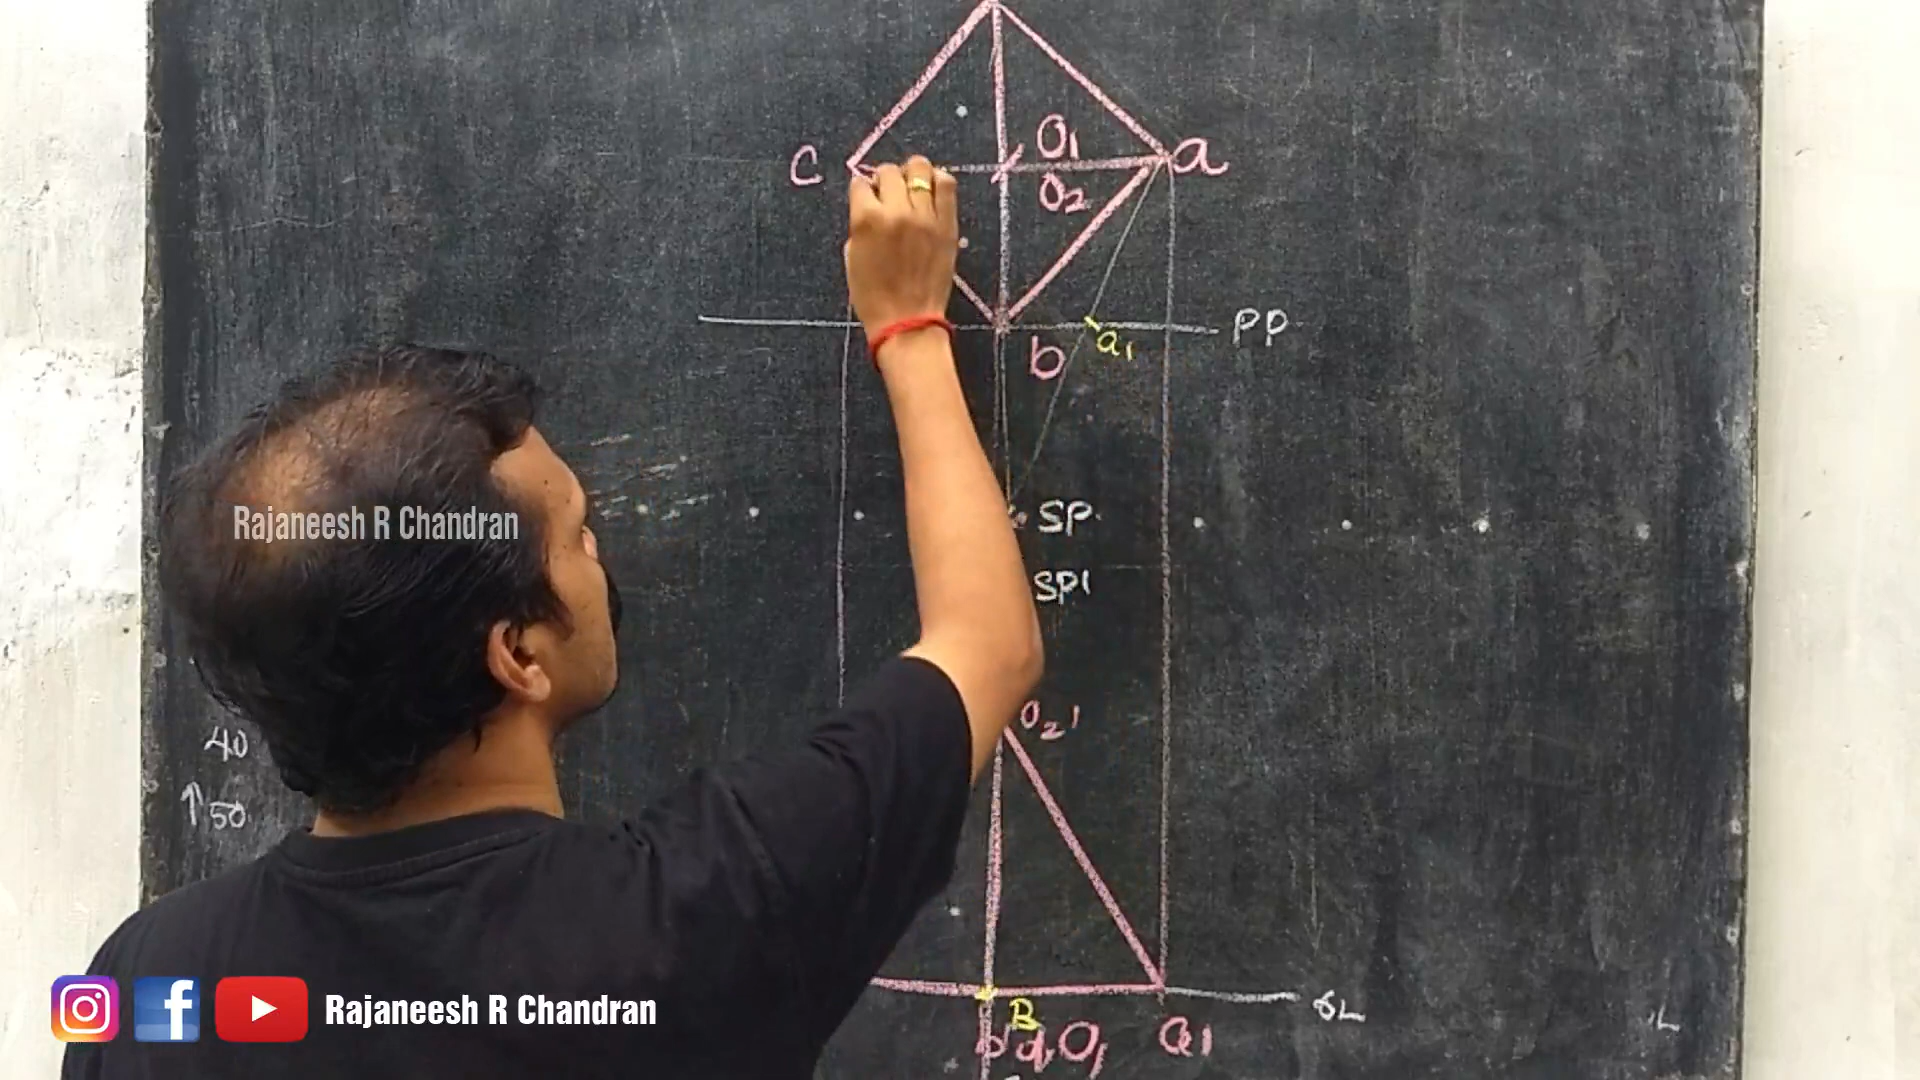 O1
c
a
O2
PP
b
a1
Rajaneesh R Chandran
SP
SP1
O2'
40
↑50
GL
B
b'd'O1
a1
Rajaneesh R Chandran